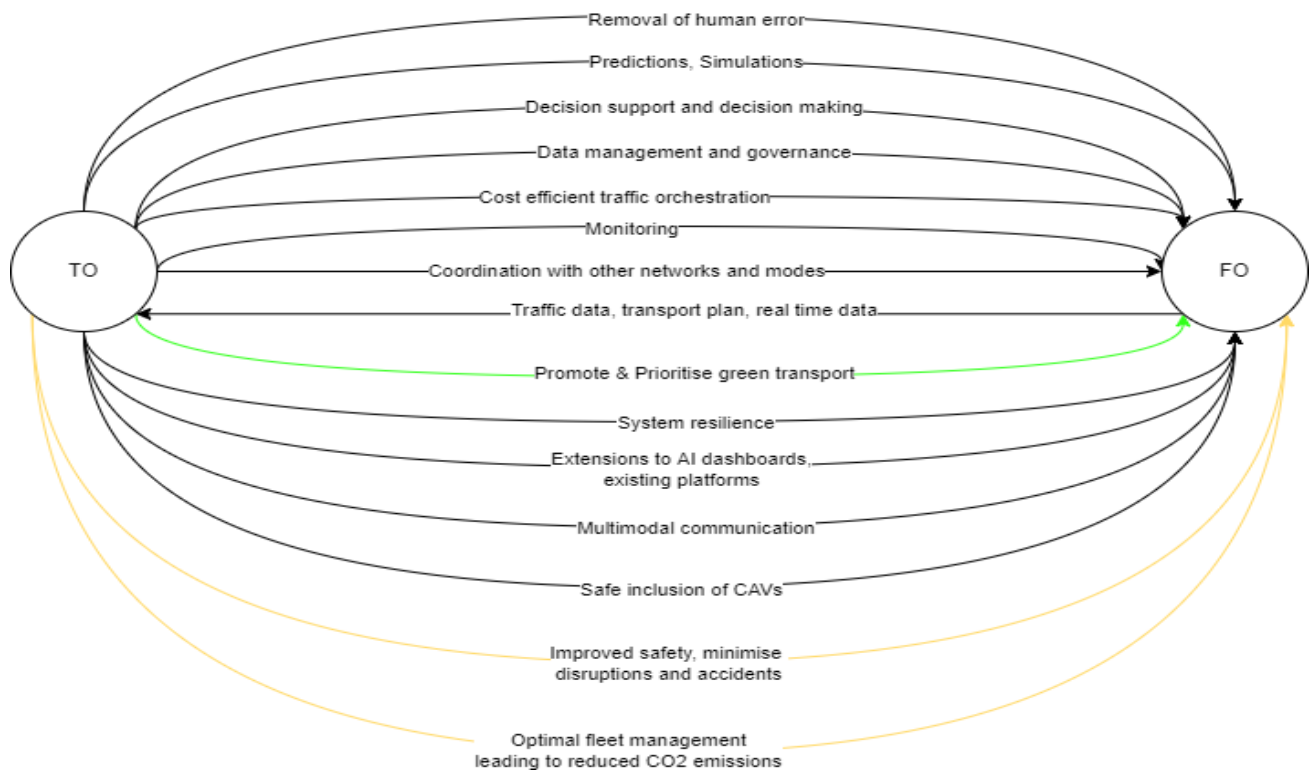 Removal of human error
Predictions, Simulations
Decision support and decision making
Data management and governance
Cost efficient traffic orchestration
Monitoring
TO
Coordination with other networks and modes
FO
Traffic data, transport plan, real time data
Promote & Prioritise green transport
System resilience
Extensions to AI dashboards,
existing platforms
Multimodal communication
Safe inclusion of CAVs
Improved safety, minimise
disruptions and accidents
Optimal fleet management
leading to reduced CO2 emissions